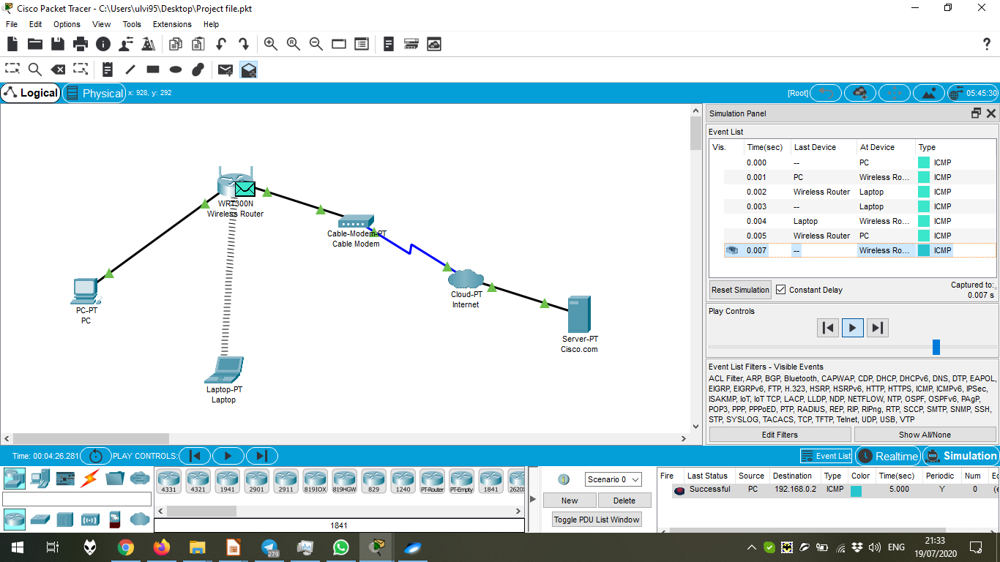 Cisco Packet Tracer - C:\Users\ulvi95\Desktop\Project file.pkt
File Edit Options View Tools Extensions Help
Logical Physical x: 928, y: 292 [Root] 05:45:30
WRT300N
Wireless Router
Cable-Modem-PT
Cable Modem
Cloud-PT
Internet
PC-PT
PC
Server-PT
Cisco.com
Laptop-PT
Laptop
Simulation Panel
Event List
Vis. Time(sec) Last Device At Device Type
0.000 -- PC ICMP
0.001 PC Wireless Ro... ICMP
0.002 Wireless Router Laptop ICMP
0.003 -- Laptop ICMP
0.004 Laptop Wireless Ro... ICMP
0.005 Wireless Router PC ICMP
0.007 -- Wireless Ro... ICMP
Reset Simulation Constant Delay Captured to:
0.007 s
Play Controls
Event List Filters - Visible Events
ACL Filter, ARP, BGP, Bluetooth, CAPWAP, CDP, DHCP, DHCPv6, DNS, DTP, EAPOL,
EIGRP, EIGRPv6, FTP, H.323, HSRP, HSRPv6, HTTP, HTTPS, ICMP, ICMPv6, IPSec,
ISAKMP, IoT, IoT TCP, LACP, LLDP, NDP, NETFLOW, NTP, OSPF, OSPFv6, PAgP,
POP3, PPP, PPPoED, PTP, RADIUS, REP, RIP, RIPng, RTP, SCCP, SMTP, SNMP, SSH,
STP, SYSLOG, TACACS, TCP, TFTP, Telnet, UDP, USB, VTP
Edit Filters Show All/None
Time: 00:04:26.281 PLAY CONTROLS: Event List Realtime Simulation
4331 4321 1941 2901 2911 819IOX 819HGW 829 1240 PT-Router PT-Empty 1841 2620X
1841
Scenario 0
New Delete
Toggle PDU List Window
Fire Last Status Source Destination Type Color Time(sec) Periodic Num Ec
Successful PC 192.168.0.2 ICMP 5.000 Y 0 (e
279
ENG
21:33
19/07/2020